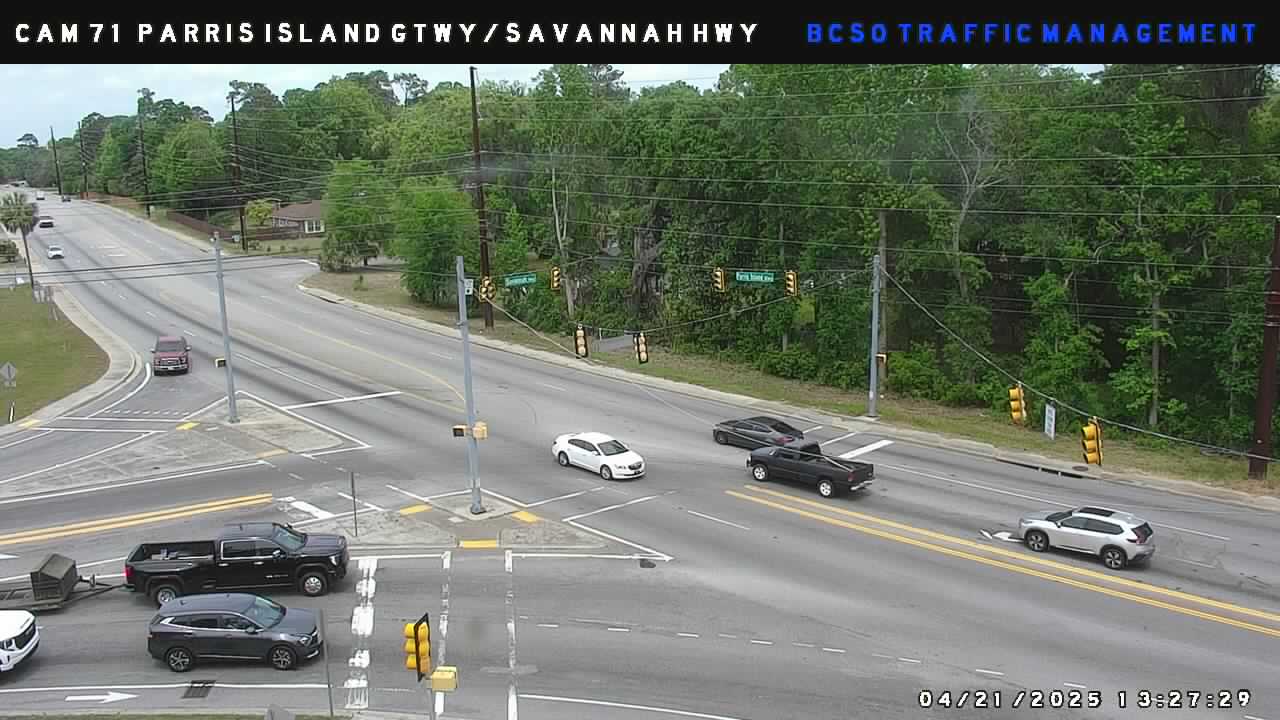 CAM 71 PARRIS ISLAND GTWY/SAVANNAH HWY
BCSO TRAFFIC MANAGEMENT
04/21/2025 13:27:29